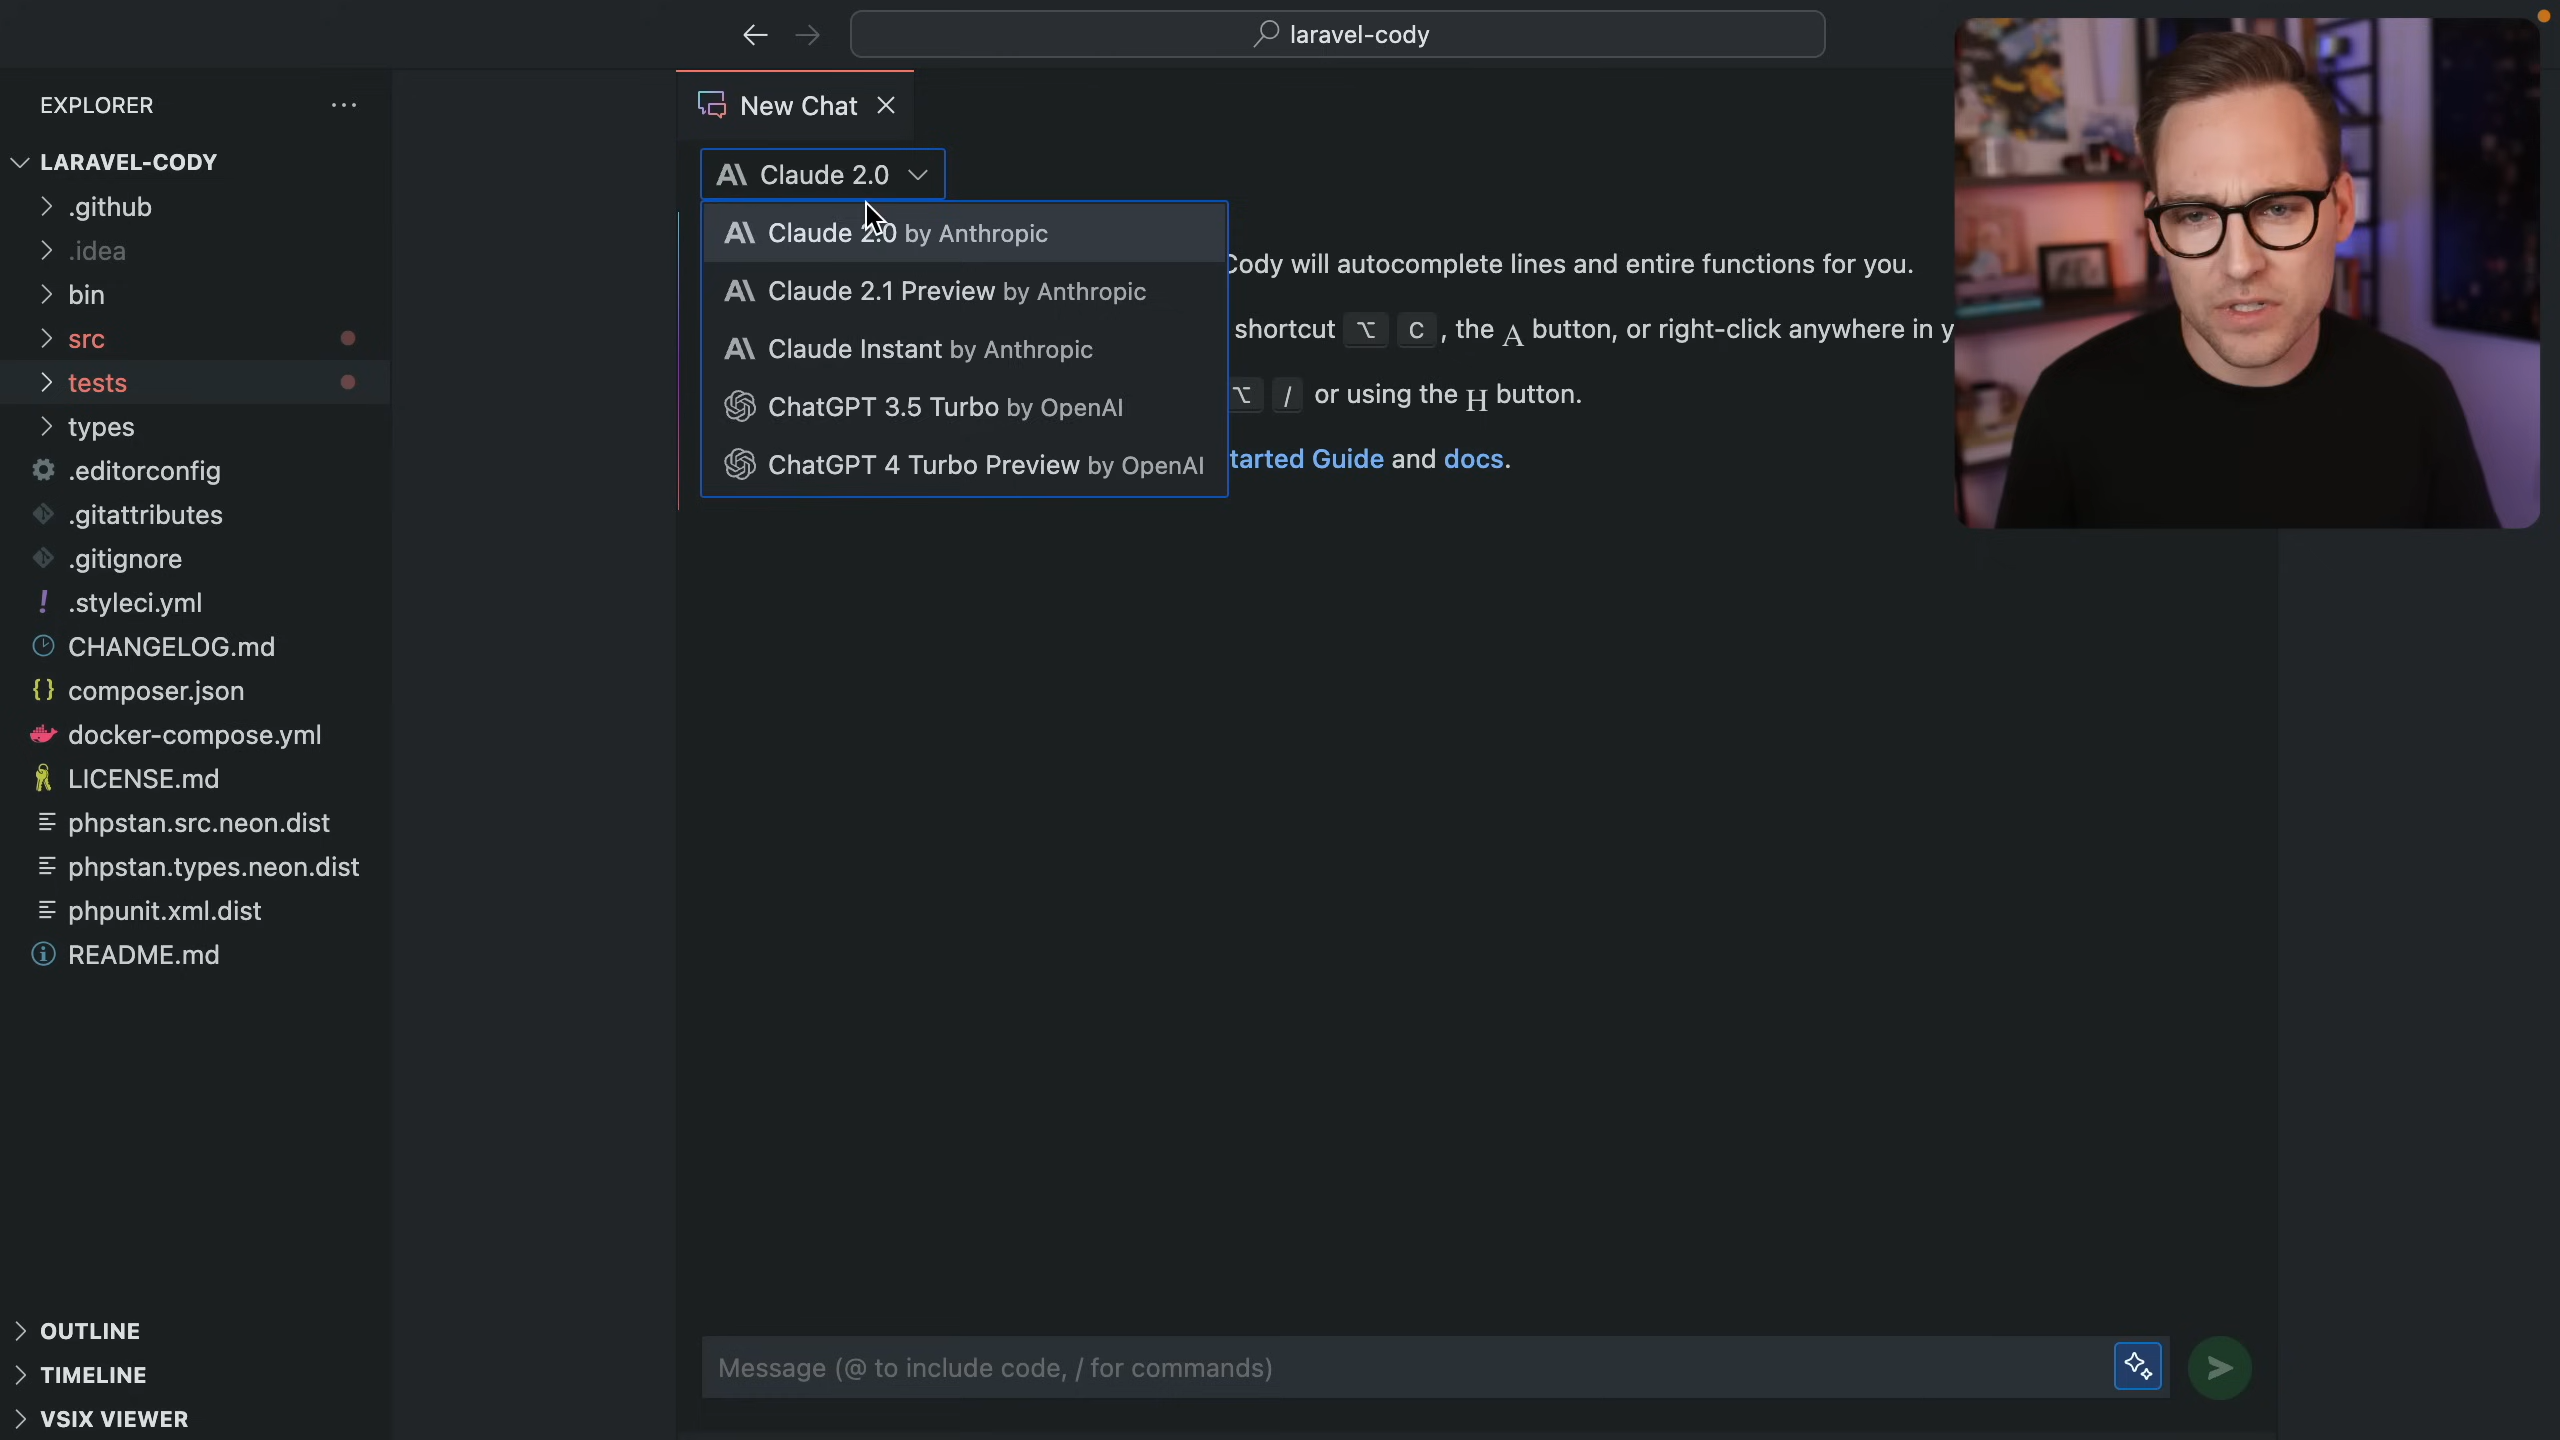 laravel-cody
EXPLORER
LARAVEL-CODY
.github
.idea
bin
src
tests
types
.editorconfig
.gitattributes
.gitignore
.styleci.yml
CHANGELOG.md
composer.json
docker-compose.yml
LICENSE.md
phpstan.src.neon.dist
phpstan.types.neon.dist
phpunit.xml.dist
README.md
OUTLINE
TIMELINE
VSIX VIEWER
New Chat
Claude 2.0
Claude 2.0 by Anthropic
Claude 2.1 Preview by Anthropic
Claude Instant by Anthropic
ChatGPT 3.5 Turbo by OpenAI
ChatGPT 4 Turbo Preview by OpenAI
Cody will autocomplete lines and entire functions for you.
shortcut ⌥ C , the A button, or right-click anywhere in y
⌥ / or using the H button.
tarted Guide and docs.
Message (@ to include code, / for commands)